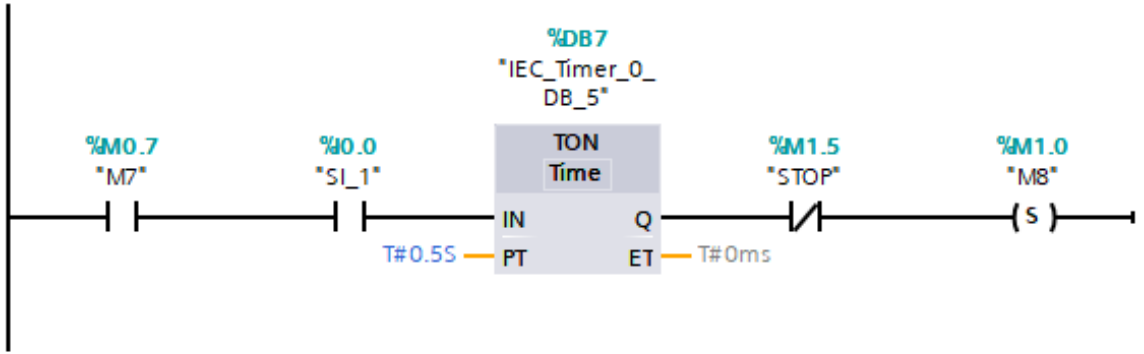 %DB7
"IEC_Timer_0_
DB_5"
%M0.7
"M7"
%I0.0
"SI_1"
TON
Time
%M1.5
"STOP"
%M1.0
"M8"
IN
Q
S
T#0.5S
PT
ET
T#0ms